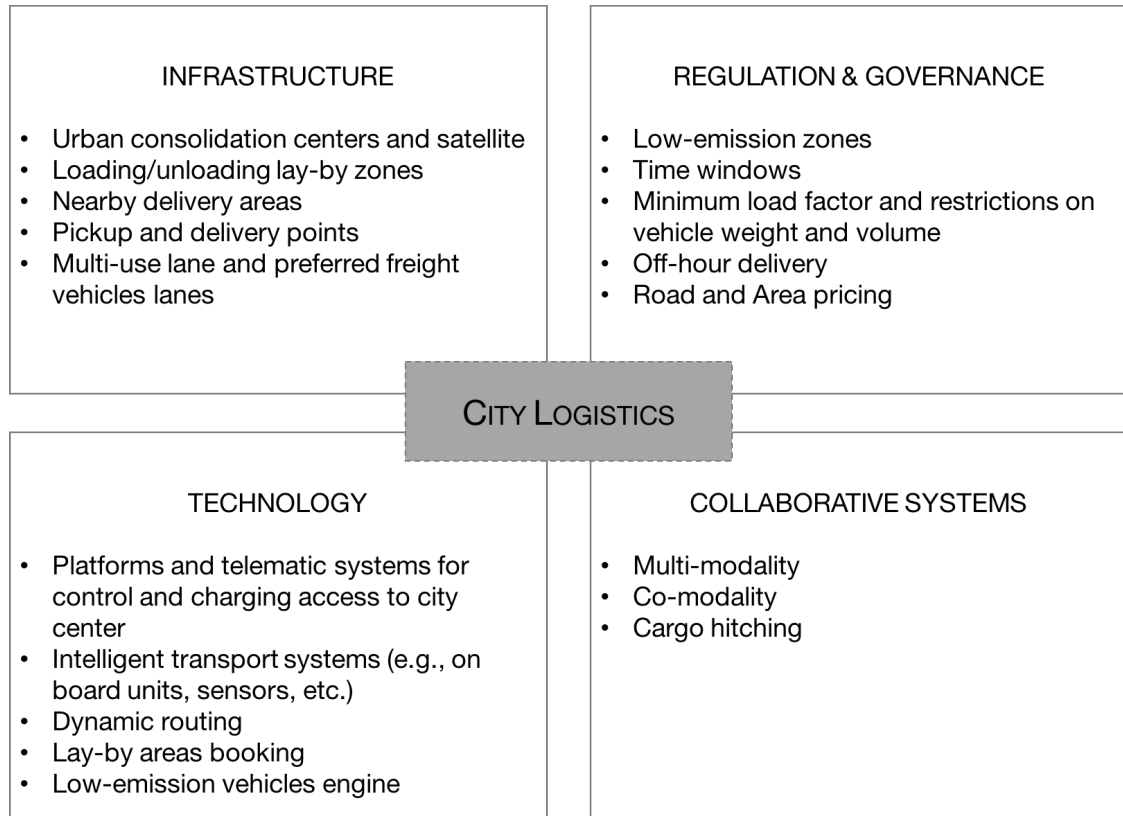 INFRASTRUCTURE
• Urban consolidation centers and satellite
• Loading/unloading lay-by zones
• Nearby delivery areas
• Pickup and delivery points
• Multi-use lane and preferred freight
vehicles lanes
REGULATION & GOVERNANCE
• Low-emission zones
• Time windows
• Minimum load factor and restrictions on
vehicle weight and volume
• Off-hour delivery
• Road and Area pricing
CITY LOGISTICS
TECHNOLOGY
• Platforms and telematic systems for
control and charging access to city
center
• Intelligent transport systems (e.g., on
board units, sensors, etc.)
• Dynamic routing
• Lay-by areas booking
• Low-emission vehicles engine
COLLABORATIVE SYSTEMS
• Multi-modality
• Co-modality
• Cargo hitching